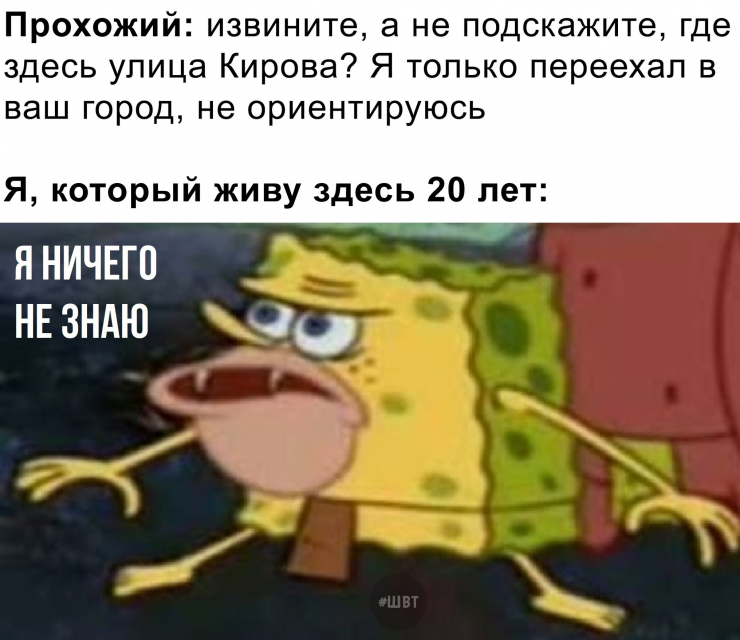 Прохожий: извините, а не подскажите, где
здесь улица Кирова? Я только переехал в
ваш город, не ориентируюсь
Я, который живу здесь 20 лет:
Я НИЧЕГО
НЕ ЗНАЮ
#ШВТ